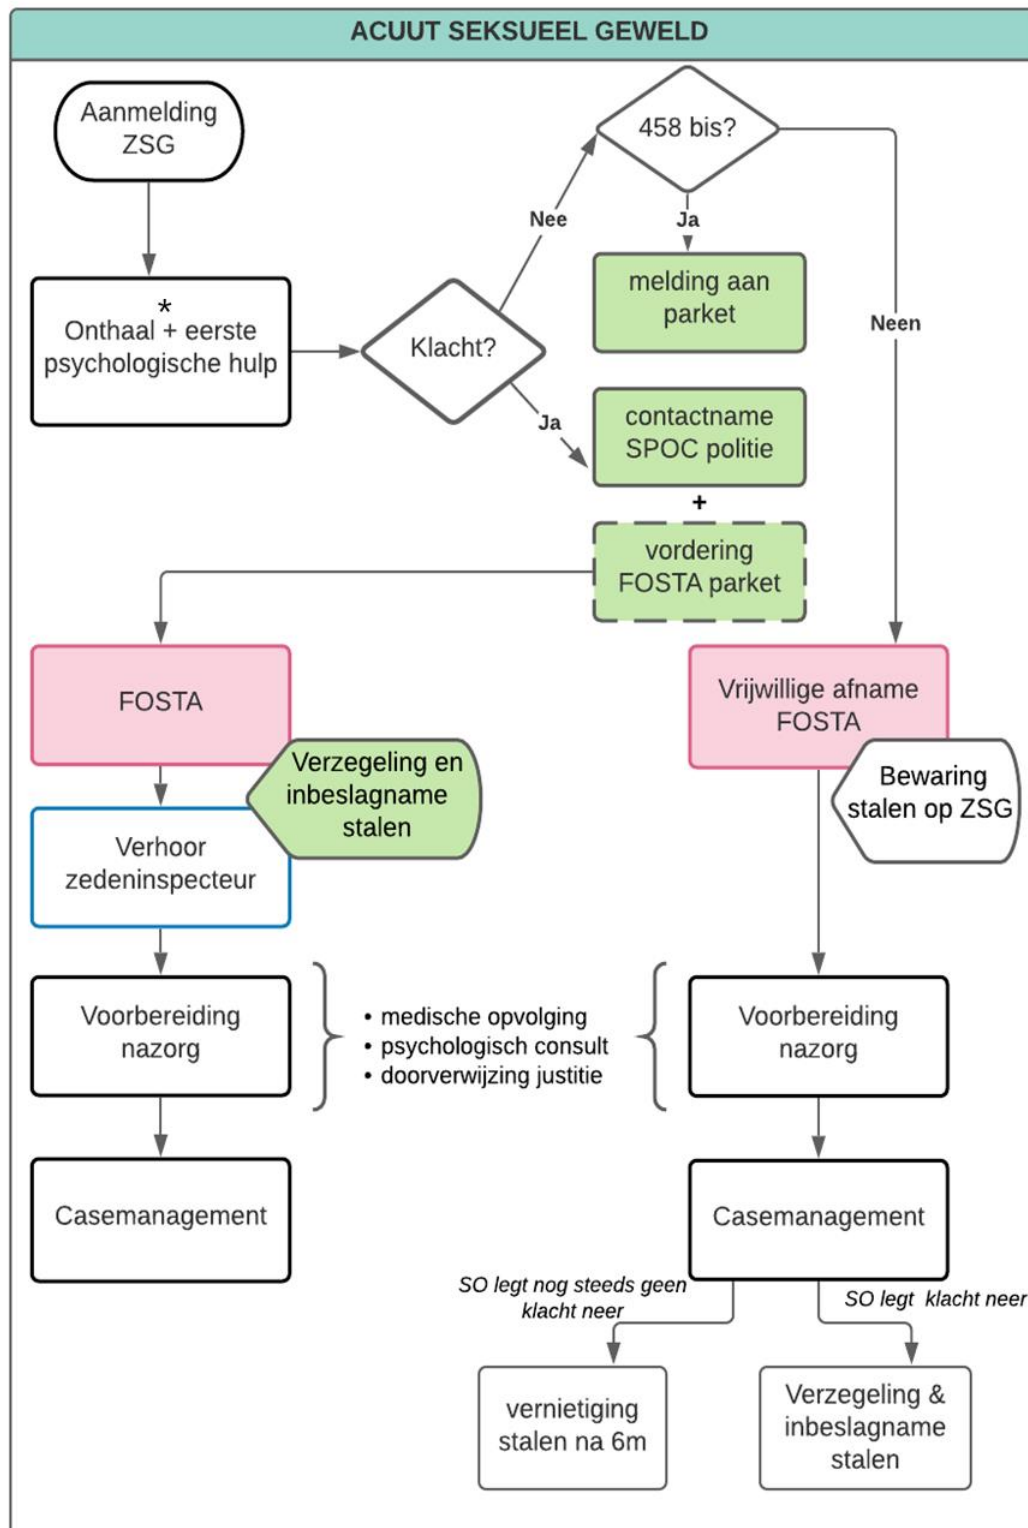 ACUUT SEKSUEEL GEWELD
Aanmelding
ZSG
458 bis?
Nee
Ja
*
Onthaal + eerste
psychologische hulp
Klacht?
melding aan
parket
Neen
Ja
contactname
SPOC politie
+
vordering
FOSTA parket
FOSTA
Vrijwillige afname
FOSTA
Verzegeling en
inbeslagname
stalen
Bewaring
stalen op ZSG
Verhoor
zedeninspecteur
Voorbereiding
nazorg
• medische opvolging
• psychologisch consult
• doorverwijzing justitie
Voorbereiding
nazorg
Casemanagement
Casemanagement
SO legt nog steeds geen
klacht neer
SO legt klacht neer
vernietiging
stalen na 6m
Verzegeling &
inbeslagname
stalen